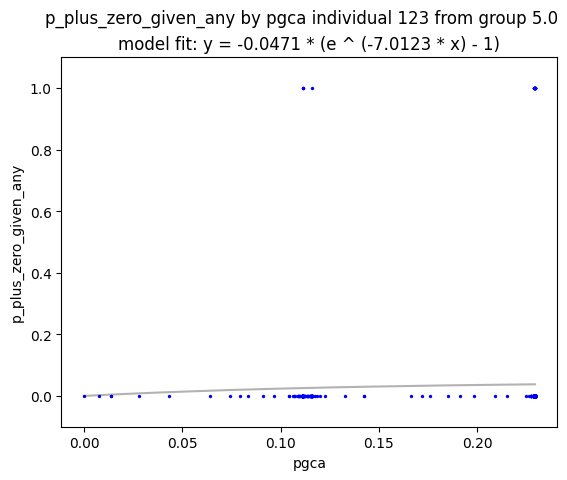 p_plus_zero_given_any by pgca individual 123 from group 5.0
model fit: y = -0.0471 * (e ^ (-7.0123 * x) - 1)
1.0
0.8
0.6
0.4
0.2
0.0
p_plus_zero_given_any
0.00
0.05
0.10
0.15
0.20
pgca